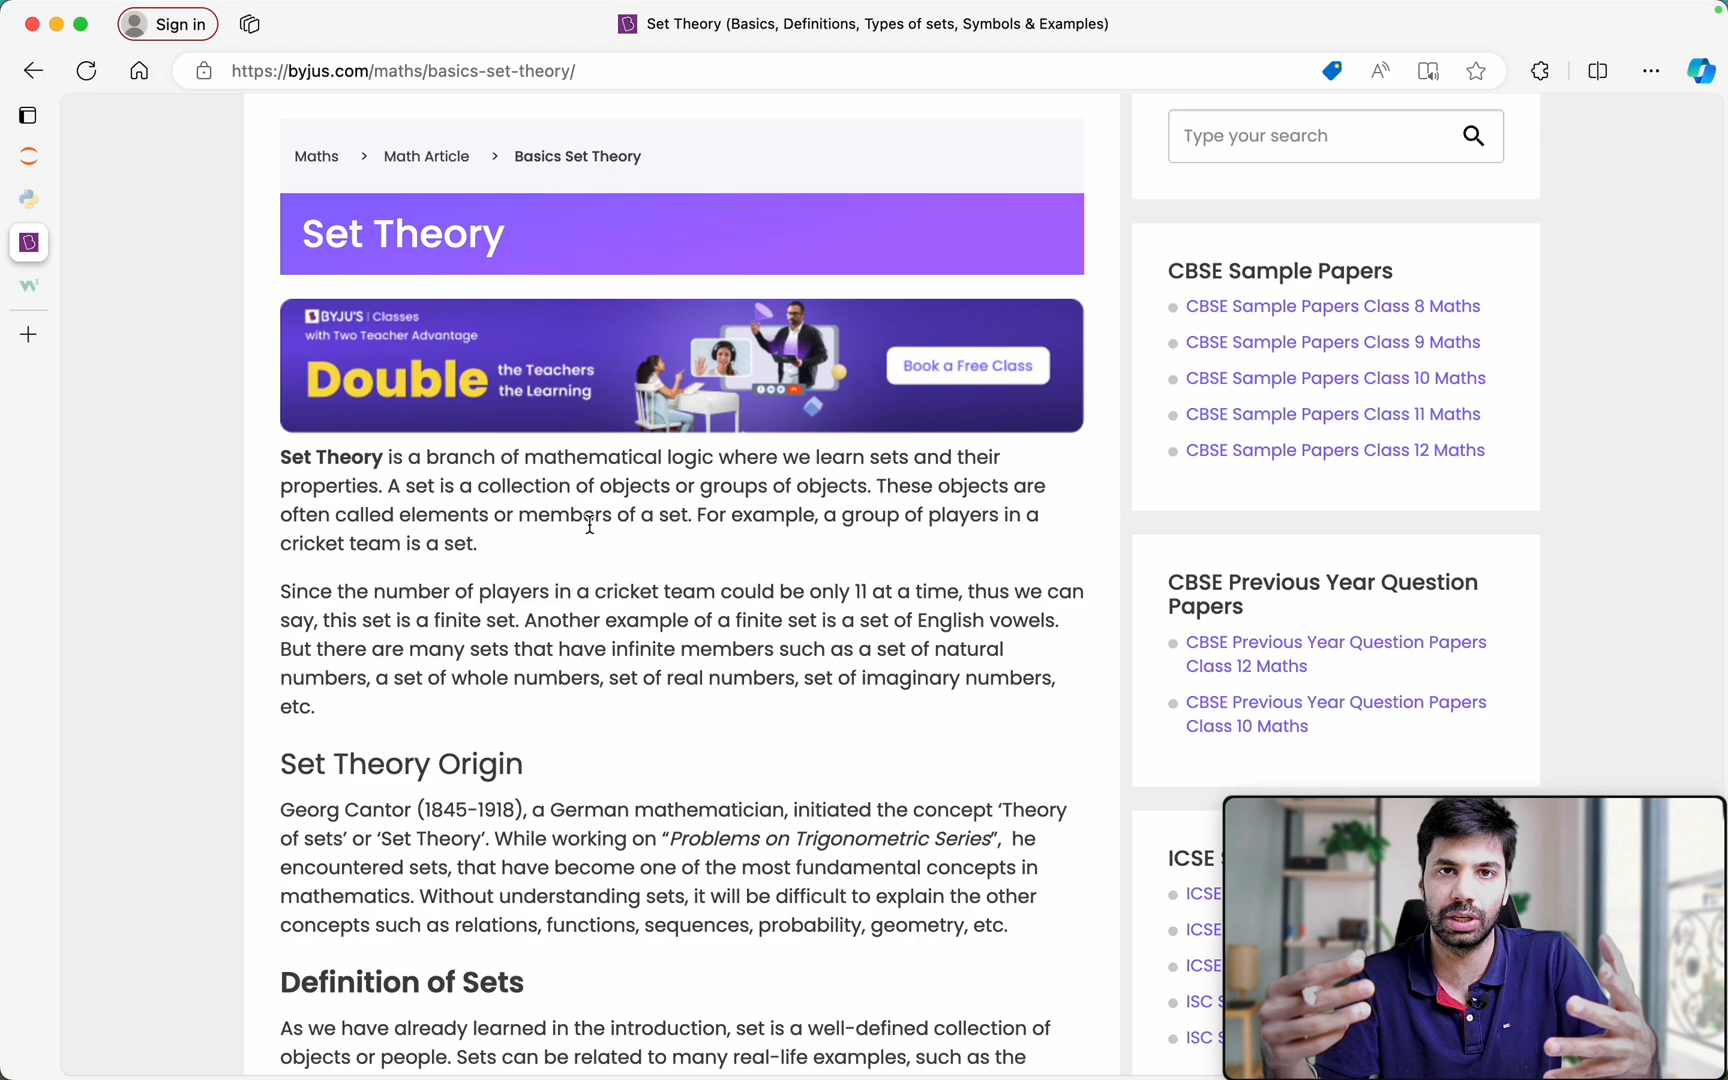 Sign in
Set Theory (Basics, Definitions, Types of sets, Symbols & Examples)
https://byjus.com/maths/basics-set-theory/
Maths > Math Article > Basics Set Theory
Set Theory
BYJU'S | Classes
with Two Teacher Advantage
Double
the Teachers
the Learning
Book a Free Class
Set Theory is a branch of mathematical logic where we learn sets and their
properties. A set is a collection of objects or groups of objects. These objects are
often called elements or members of a set. For example, a group of players in a
cricket team is a set.
Since the number of players in a cricket team could be only 11 at a time, thus we can
say, this set is a finite set. Another example of a finite set is a set of English vowels.
But there are many sets that have infinite members such as a set of natural
numbers, a set of whole numbers, set of real numbers, set of imaginary numbers,
etc.
Set Theory Origin
Georg Cantor (1845-1918), a German mathematician, initiated the concept ‘Theory
of sets’ or ‘Set Theory’. While working on “Problems on Trigonometric Series”, he
encountered sets, that have become one of the most fundamental concepts in
mathematics. Without understanding sets, it will be difficult to explain the other
concepts such as relations, functions, sequences, probability, geometry, etc.
Definition of Sets
As we have already learned in the introduction, set is a well-defined collection of
objects or people. Sets can be related to many real-life examples, such as the
Type your search
CBSE Sample Papers
CBSE Sample Papers Class 8 Maths
CBSE Sample Papers Class 9 Maths
CBSE Sample Papers Class 10 Maths
CBSE Sample Papers Class 11 Maths
CBSE Sample Papers Class 12 Maths
CBSE Previous Year Question
Papers
CBSE Previous Year Question Papers
Class 12 Maths
CBSE Previous Year Question Papers
Class 10 Maths
ICSE
ICSE
ICSE
ICSE
ISC
ISC